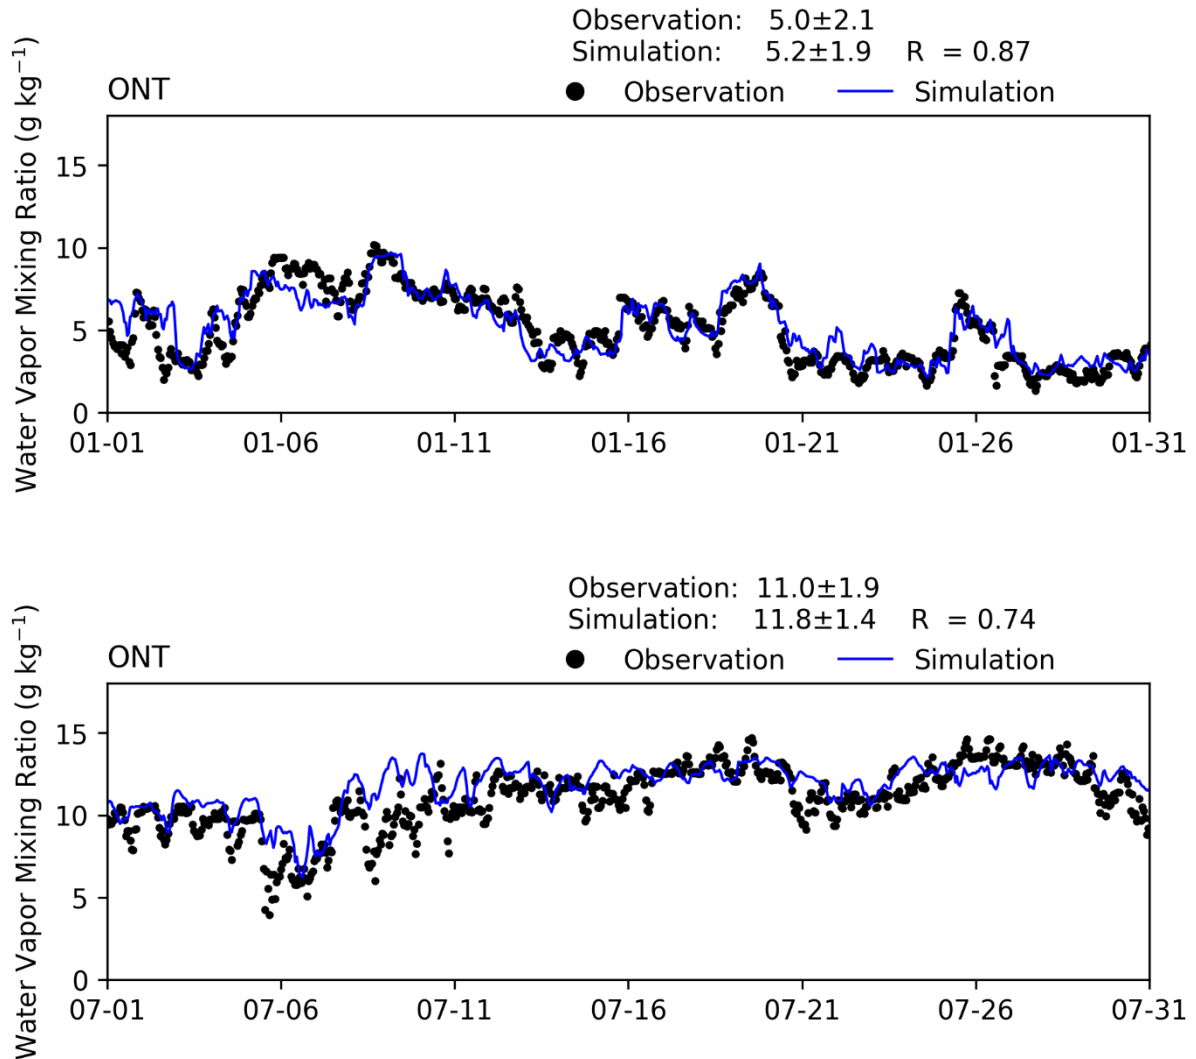 Observation: 5.0±2.1
Simulation: 5.2±1.9 R = 0.87
ONT
Observation Simulation
Water Vapor Mixing Ratio (g kg⁻¹)
15
10
5
0
01-01 01-06 01-11 01-16 01-21 01-26 01-31
Observation: 11.0±1.9
Simulation: 11.8±1.4 R = 0.74
ONT
Observation Simulation
Water Vapor Mixing Ratio (g kg⁻¹)
15
10
5
0
07-01 07-06 07-11 07-16 07-21 07-26 07-31